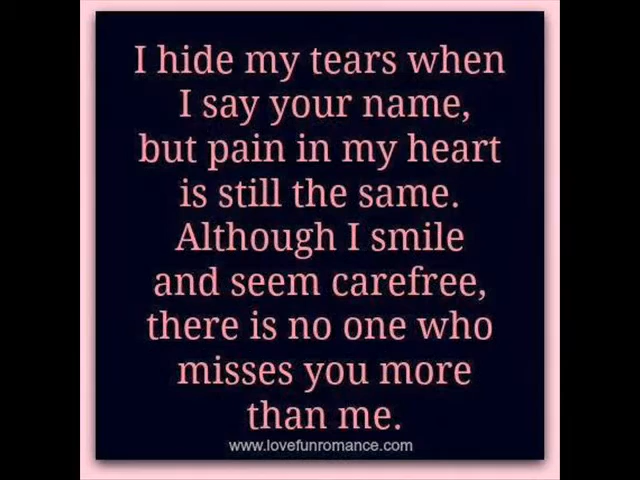 I hide my tears when
I say your name,
but pain in my heart
is still the same.
Although I smile
and seem carefree,
there is no one who
misses you more
than me.
www.lovefunromance.com